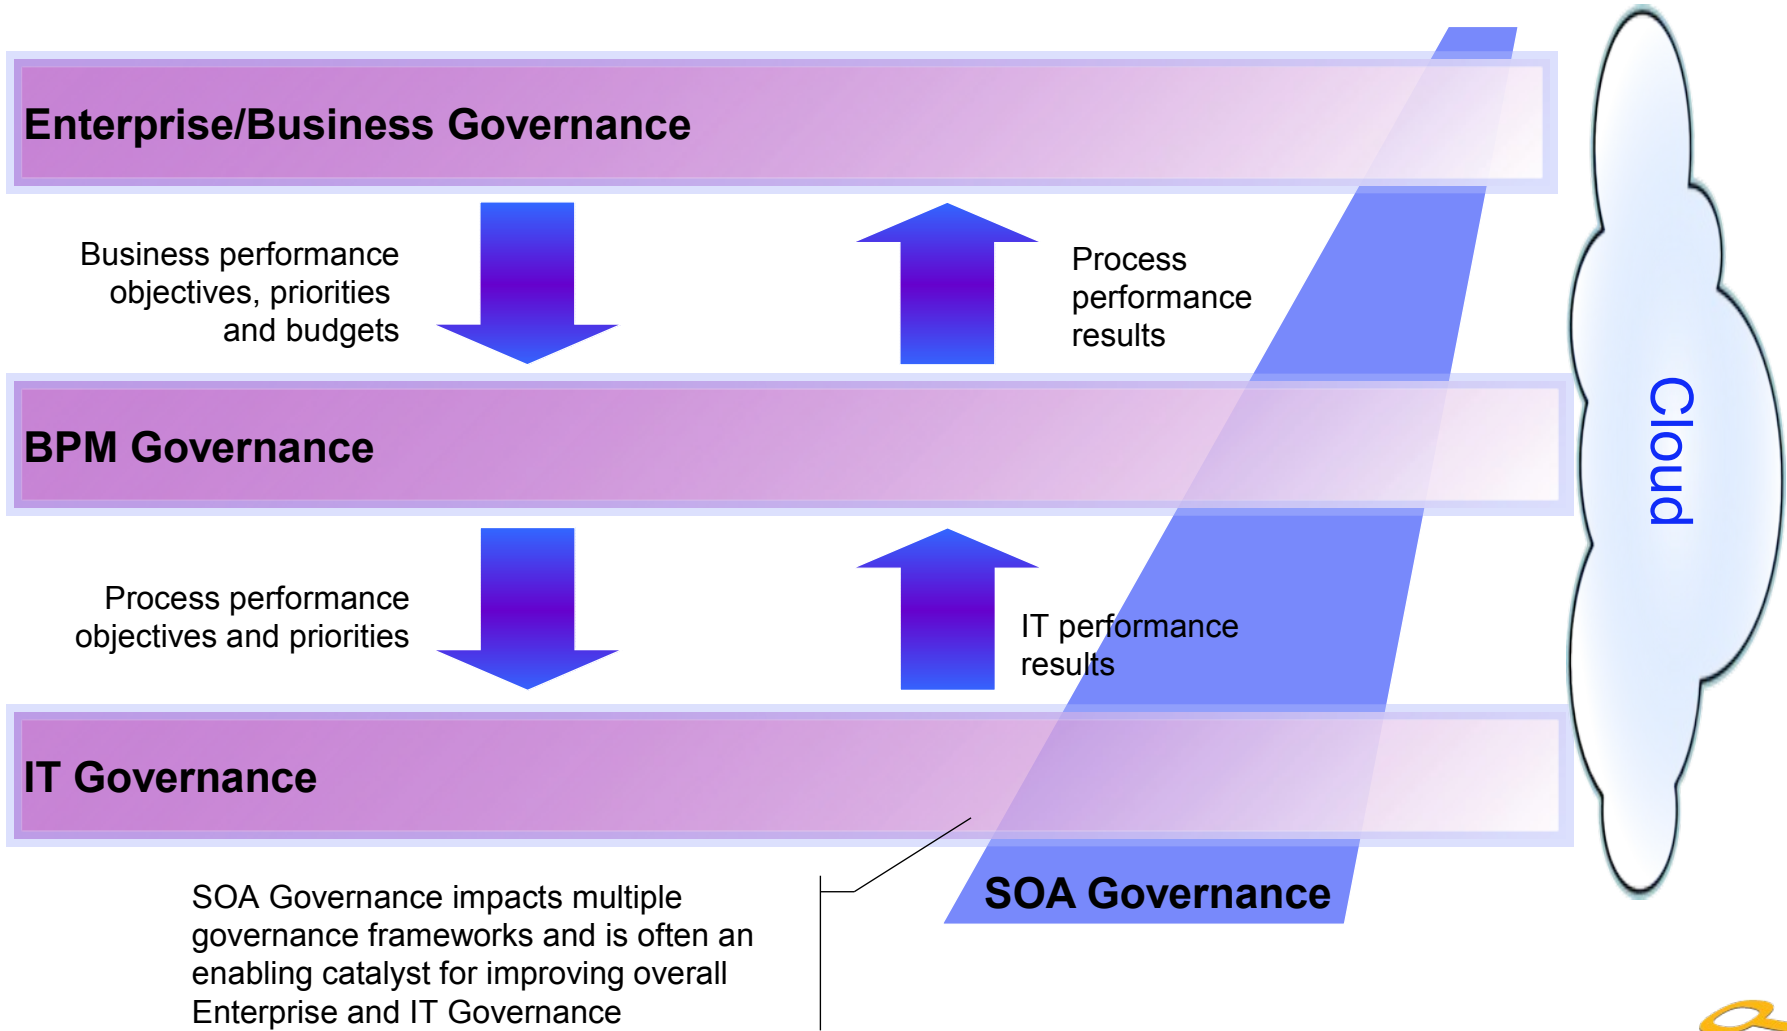 Enterprise/Business Governance
Business performance
objectives, priorities
and budgets
Process
performance
results
BPM Governance
Cloud
Process performance
objectives and priorities
IT performance
results
IT Governance
SOA Governance
SOA Governance impacts multiple
governance frameworks and is often an
enabling catalyst for improving overall
Enterprise and IT Governance